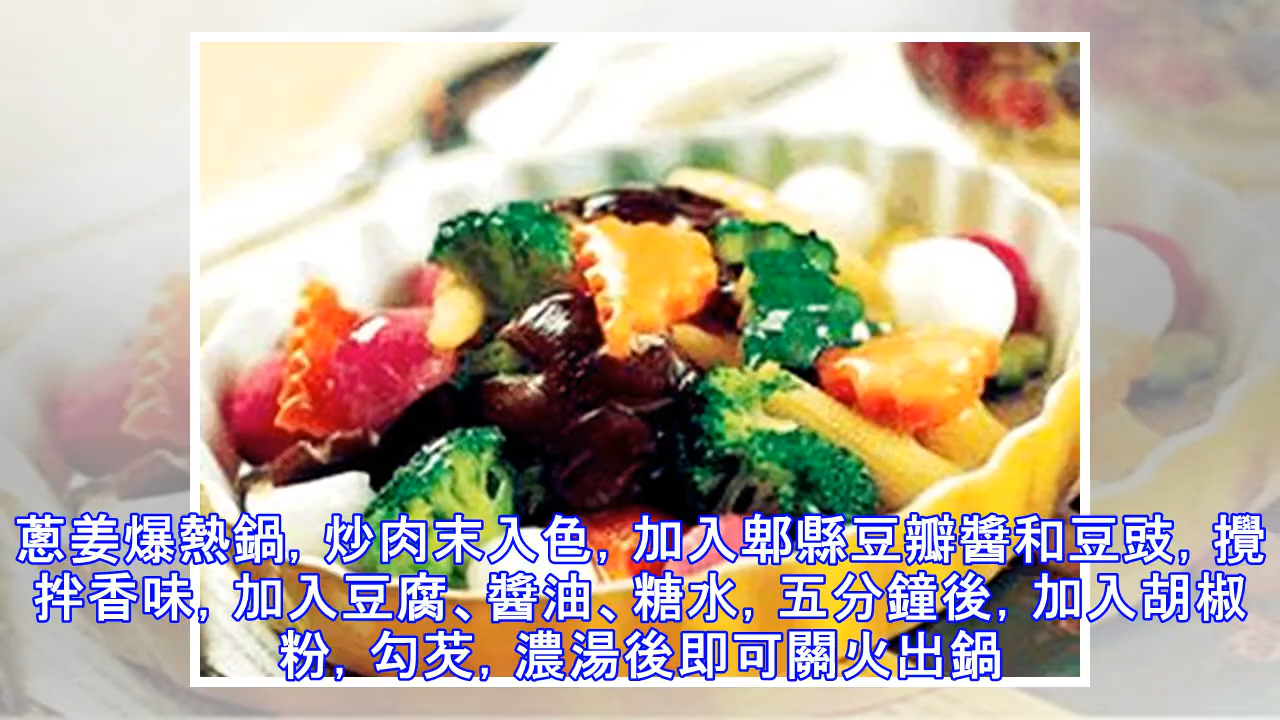 蔥姜爆熱鍋, 炒肉末入色, 加入郫縣豆瓣醬和豆豉, 攪
拌香味, 加入豆腐、醬油、糖水, 五分鐘後, 加入胡椒
粉, 勾芡, 濃湯後即可關火出鍋